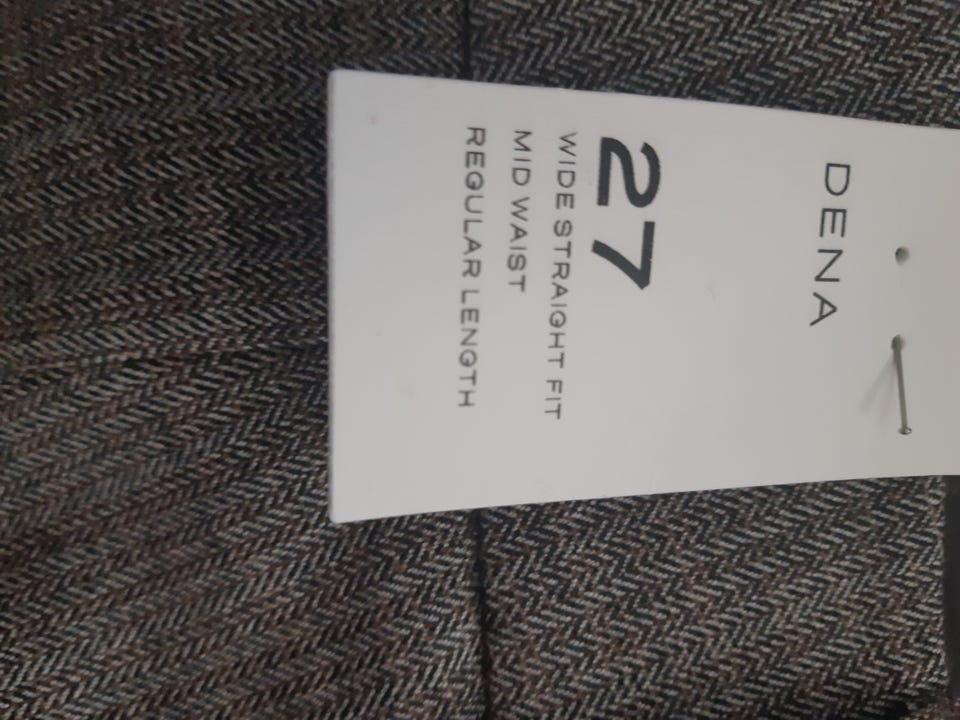 DENA
27
WIDE STRAIGHT FIT
MID WAIST
REGULAR LENGTH